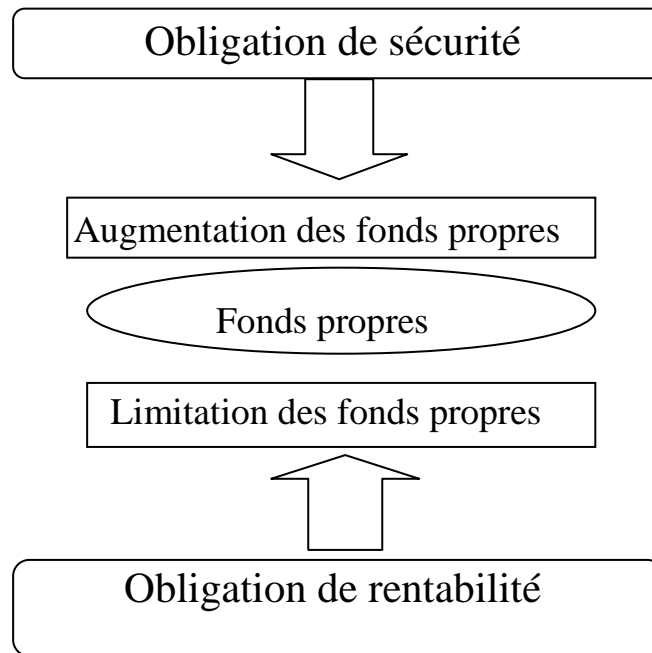 Obligation de sécurité
Augmentation des fonds propres
Fonds propres
Limitation des fonds propres
Obligation de rentabilité